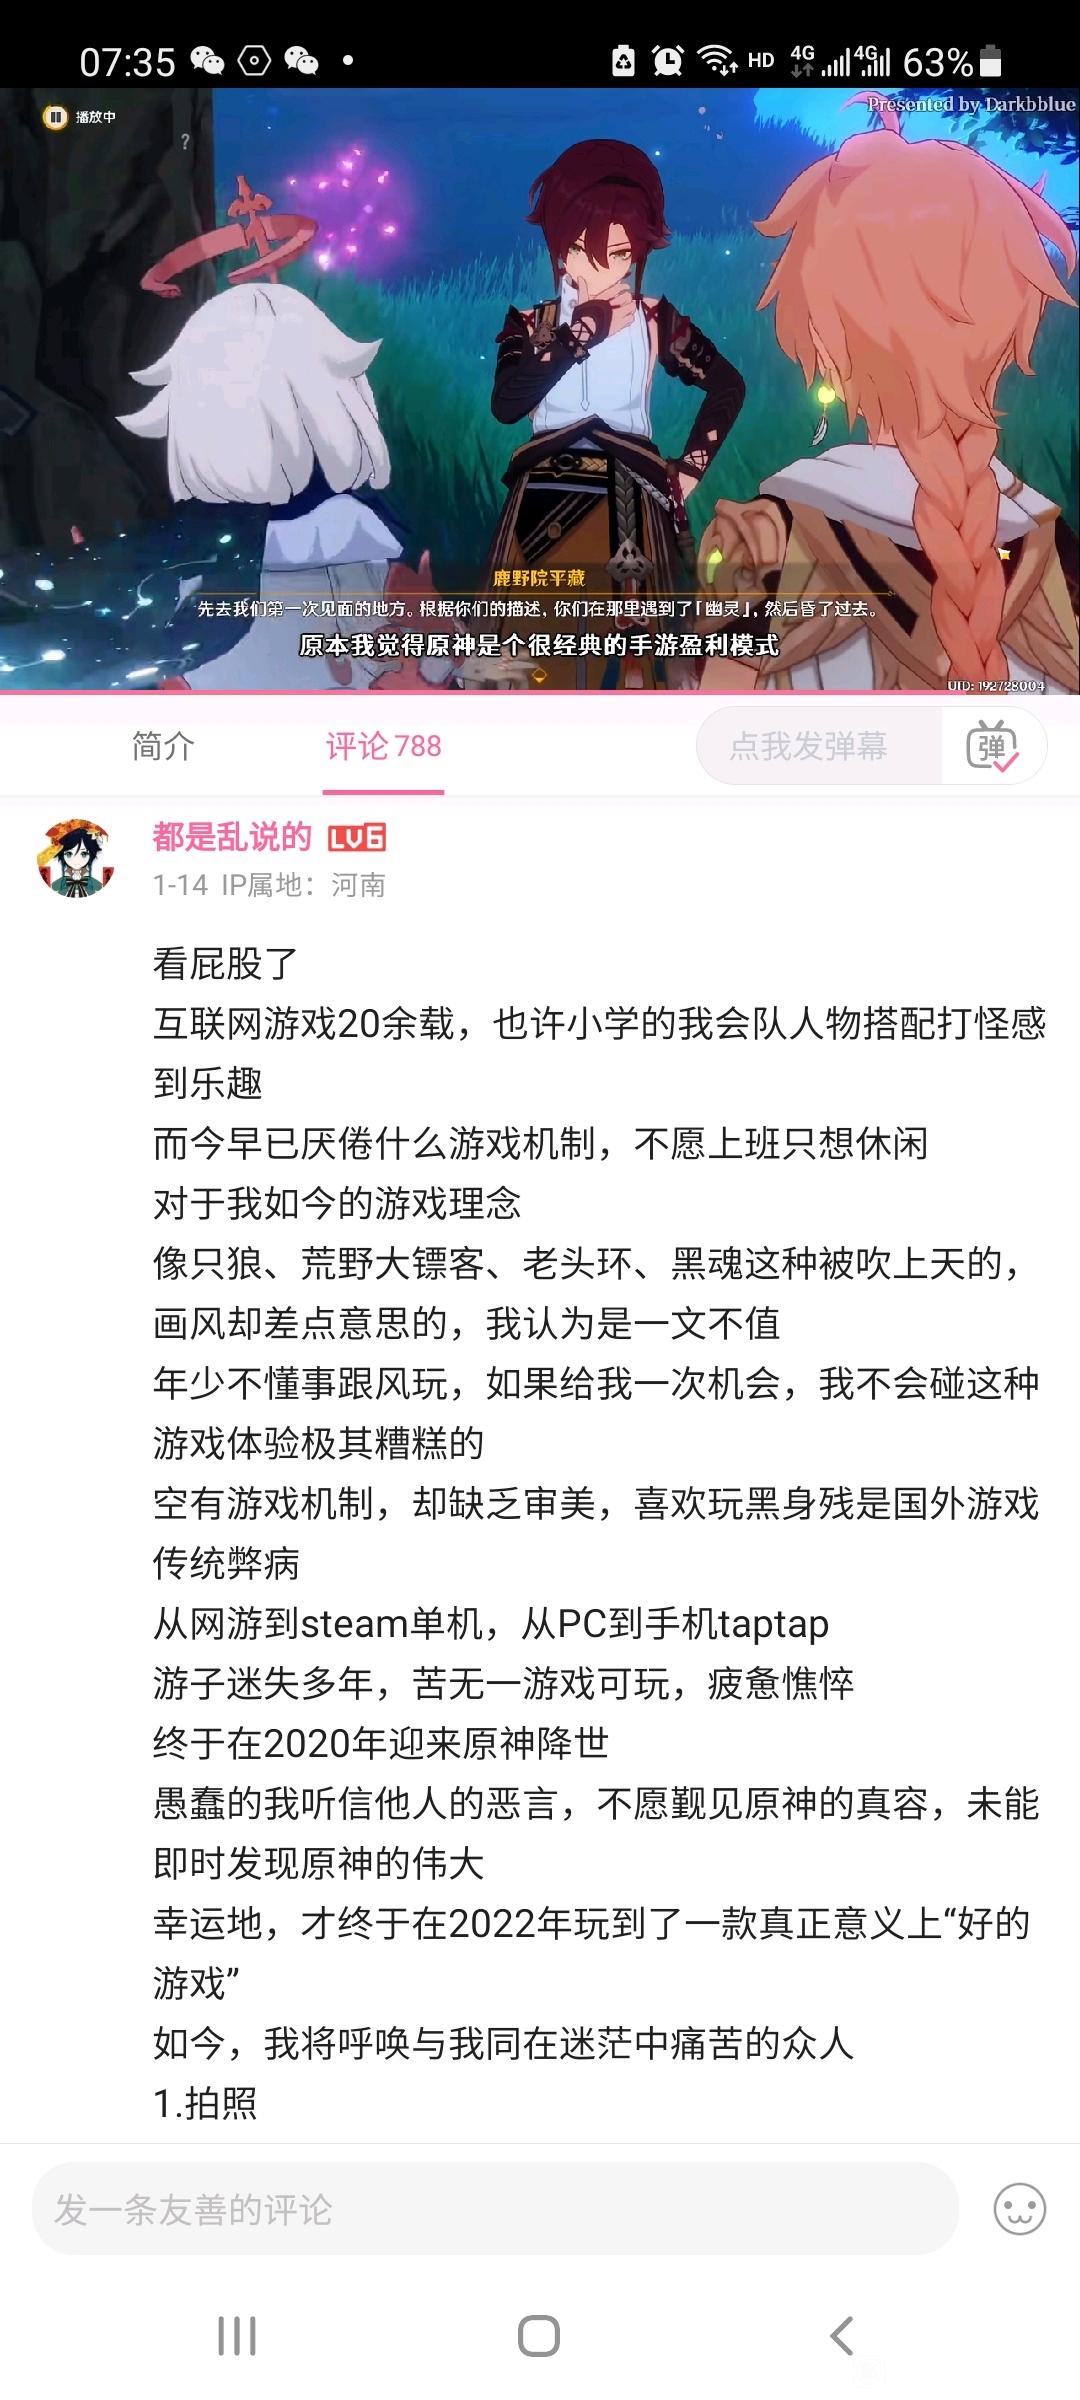 07:35
HD 4G 4G 63%
播放中
Presented by Darkbblue
?
鹿野院平藏
先去我们第一次见面的地方。根据你们的描述，你们在那里遇到了「幽灵」，然后昏了过去。
原本我觉得原神是个很经典的手游盈利模式
UID: 192728004
简介
评论 788
点我发弹幕
弹
都是乱说的 LV6
1-14 IP属地：河南
看屁股了
互联网游戏20余载，也许小学的我会队人物搭配打怪感
到乐趣
而今早已厌倦什么游戏机制，不愿上班只想休闲
对于我如今的游戏理念
像只狼、荒野大镖客、老头环、黑魂这种被吹上天的，
画风却差点意思的，我认为是一文不值
年少不懂事跟风玩，如果给我一次机会，我不会碰这种
游戏体验极其糟糕的
空有游戏机制，却缺乏审美，喜欢玩黑身残是国外游戏
传统弊病
从网游到steam单机，从PC到手机taptap
游子迷失多年，苦无一游戏可玩，疲惫憔悴
终于在2020年迎来原神降世
愚蠢的我听信他人的恶言，不愿觐见原神的真容，未能
即时发现原神的伟大
幸运地，才终于在2022年玩到了一款真正意义上“好的
游戏”
如今，我将呼唤与我同在迷茫中痛苦的众人
1.拍照
发一条友善的评论